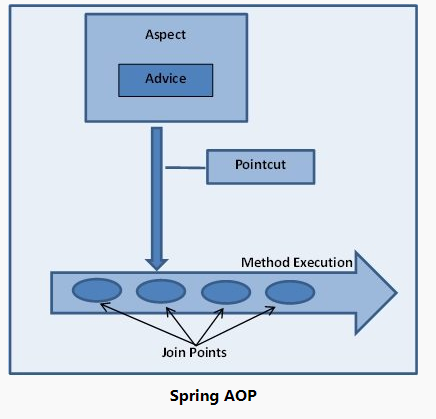 Aspect
Advice
Pointcut
Method Execution
Join Points
Spring AOP